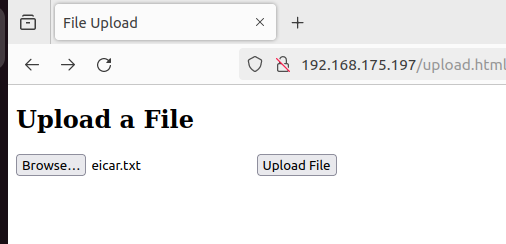 File Upload
192.168.175.197/upload.html
Upload a File
Browse... eicar.txt Upload File